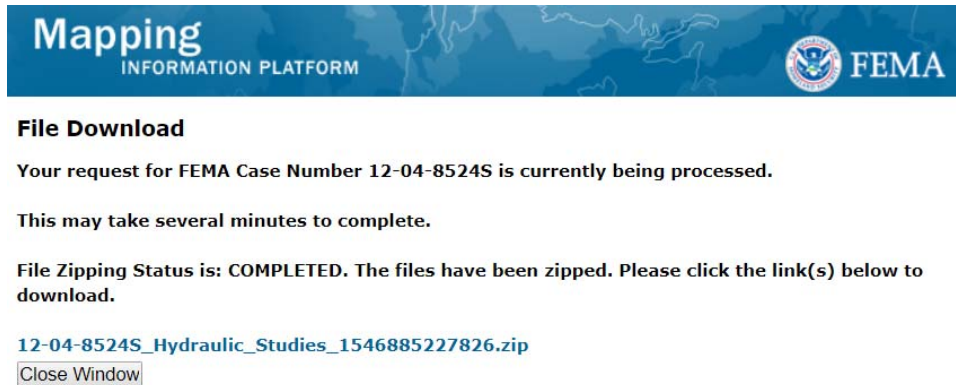 Mapping
INFORMATION PLATFORM
FEMA
File Download
Your request for FEMA Case Number 12-04-8524S is currently being processed.
This may take several minutes to complete.
File Zipping Status is: COMPLETED. The files have been zipped. Please click the link(s) below to
download.
12-04-8524S_Hydraulic_Studies_1546885227826.zip
Close Window